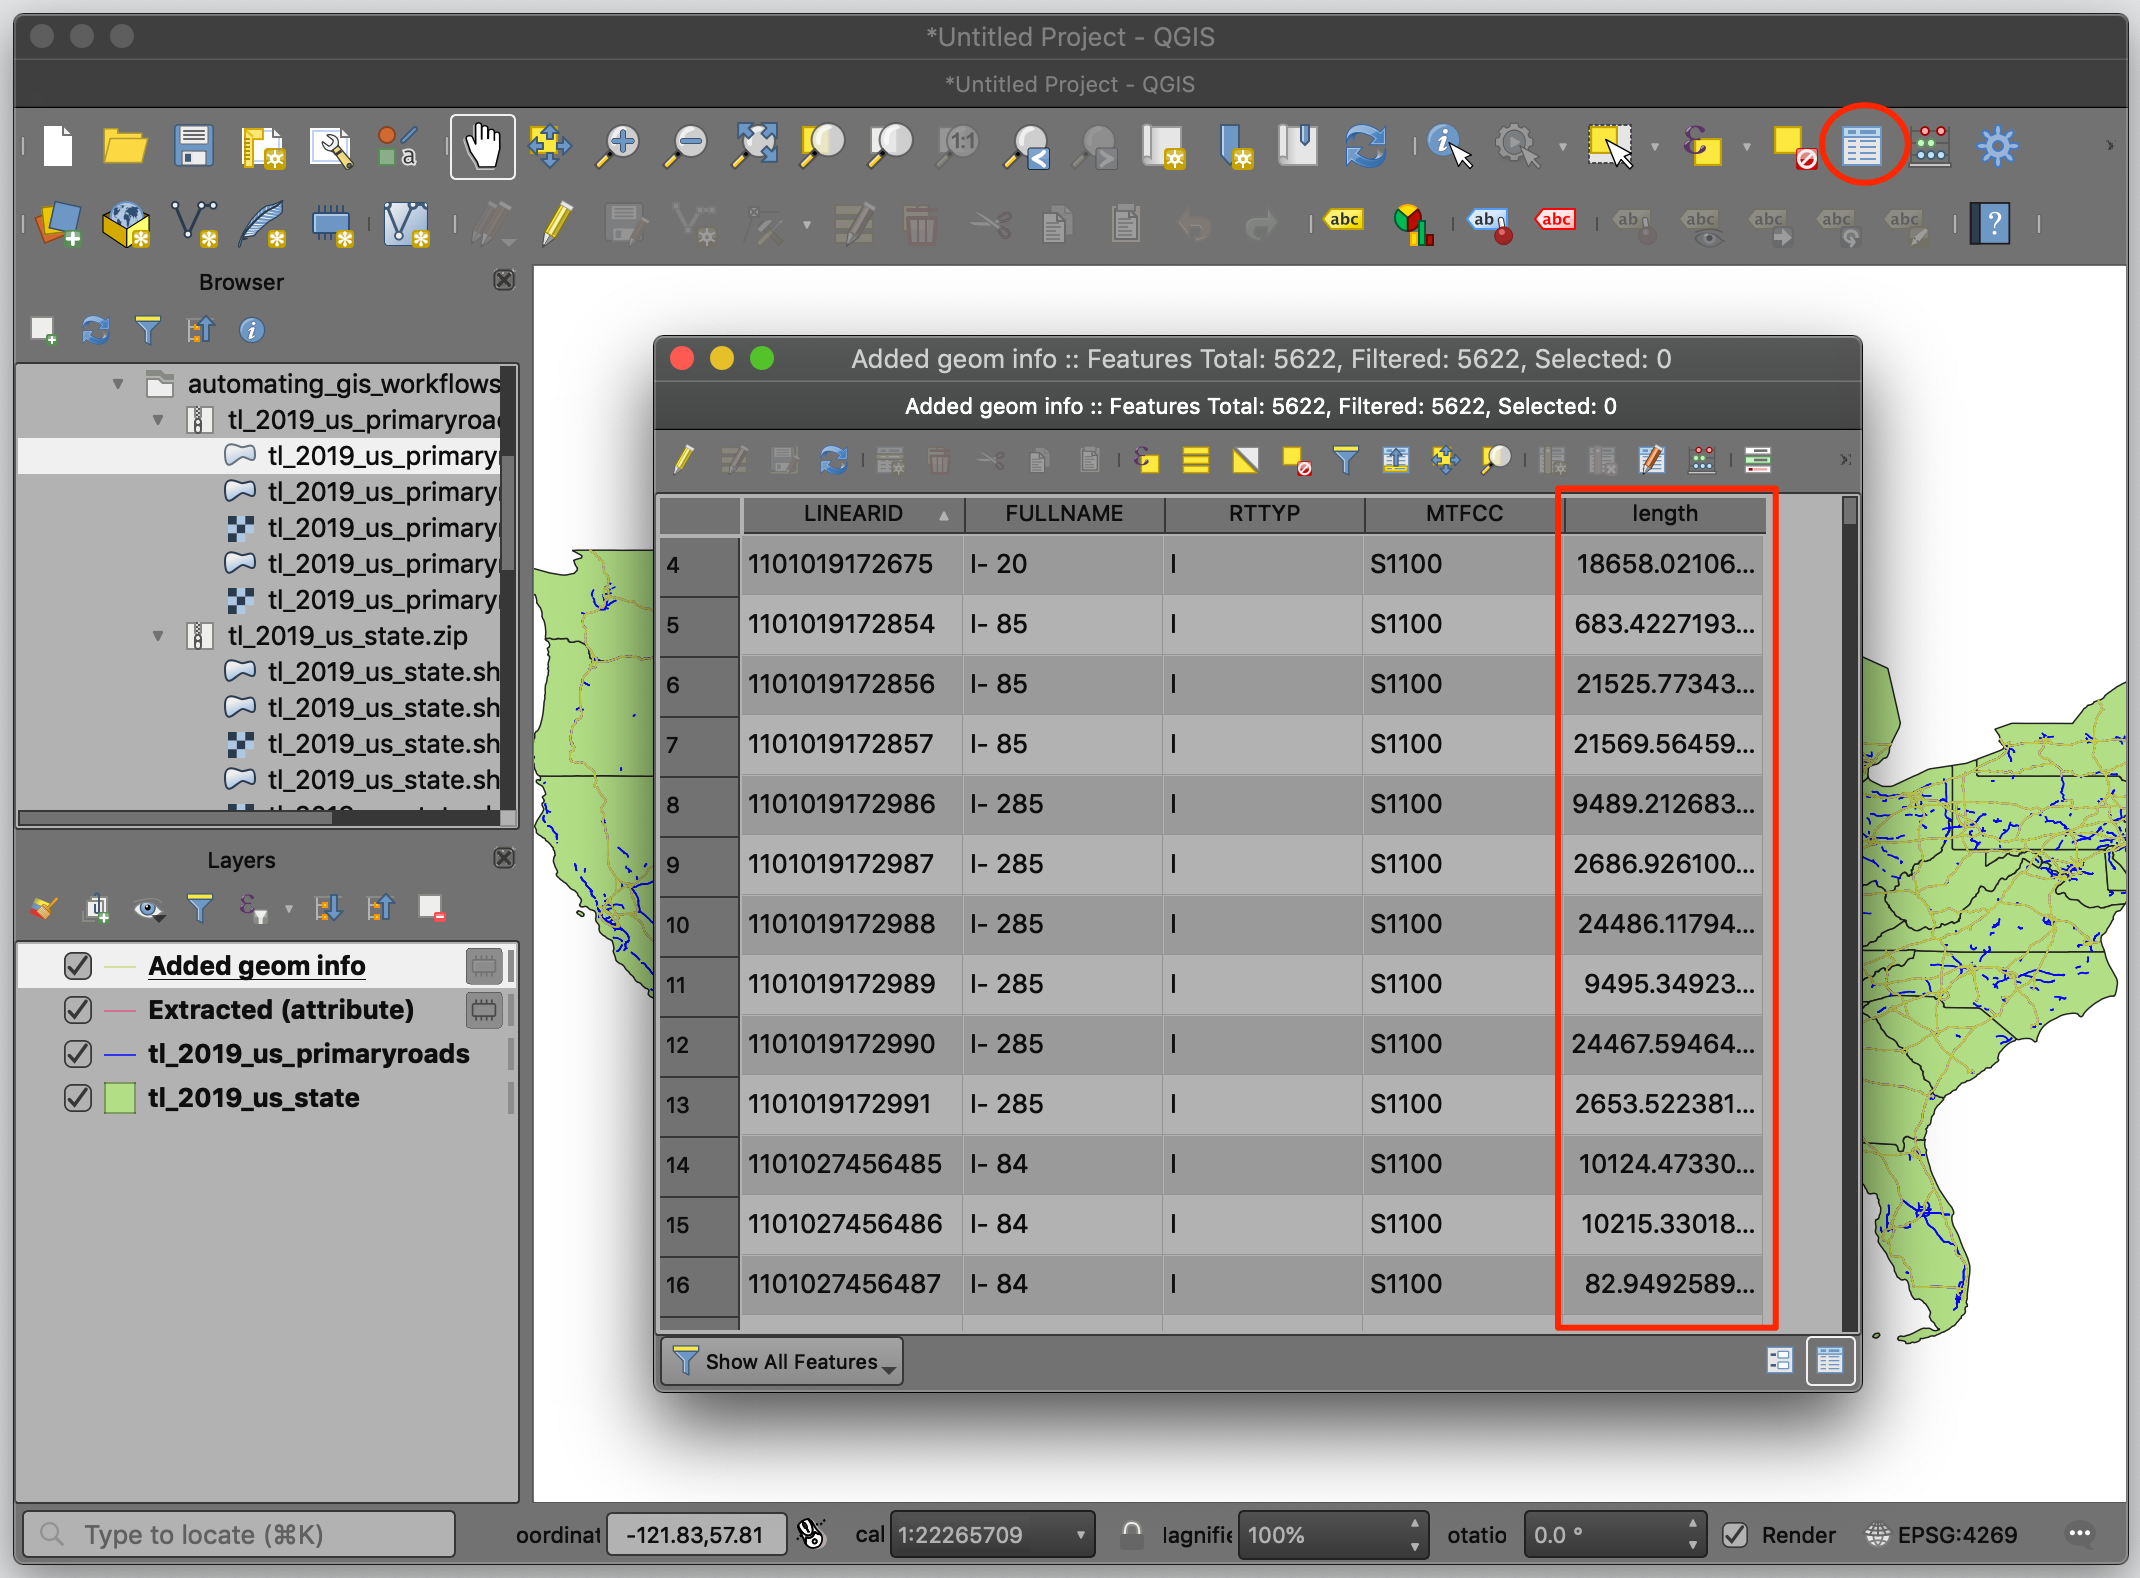 *Untitled Project - QGIS
*Untitled Project - QGIS
1:1
abc
ab
abc
ab
abc
abc
abc
abc
Browser
automating_gis_workflows
tl_2019_us_primaryroa
tl_2019_us_primary
tl_2019_us_primary
tl_2019_us_primary
tl_2019_us_primary
tl_2019_us_primary
tl_2019_us_state.zip
tl_2019_us_state.sh
tl_2019_us_state.sh
tl_2019_us_state.sh
tl_2019_us_state.sh
Layers
Added geom info
Extracted (attribute)
tl_2019_us_primaryroads
tl_2019_us_state
Added geom info :: Features Total: 5622, Filtered: 5622, Selected: 0
Added geom info :: Features Total: 5622, Filtered: 5622, Selected: 0
LINEARID FULLNAME RTTYP MTFCC length
4 1101019172675 I- 20 I S1100 18658.02106...
5 1101019172854 I- 85 I S1100 683.4227193...
6 1101019172856 I- 85 I S1100 21525.77343...
7 1101019172857 I- 85 I S1100 21569.56459...
8 1101019172986 I- 285 I S1100 9489.212683...
9 1101019172987 I- 285 I S1100 2686.926100...
10 1101019172988 I- 285 I S1100 24486.11794...
11 1101019172989 I- 285 I S1100 9495.34923...
12 1101019172990 I- 285 I S1100 24467.59464...
13 1101019172991 I- 285 I S1100 2653.522381...
14 1101027456485 I- 84 I S1100 10124.47330...
15 1101027456486 I- 84 I S1100 10215.33018...
16 1101027456487 I- 84 I S1100 82.9492589...
Show All Features
Type to locate (⌘K) oordinat -121.83,57.81 cal 1:22265709 lagnifie 100% otatio 0.0 ° Render EPSG:4269